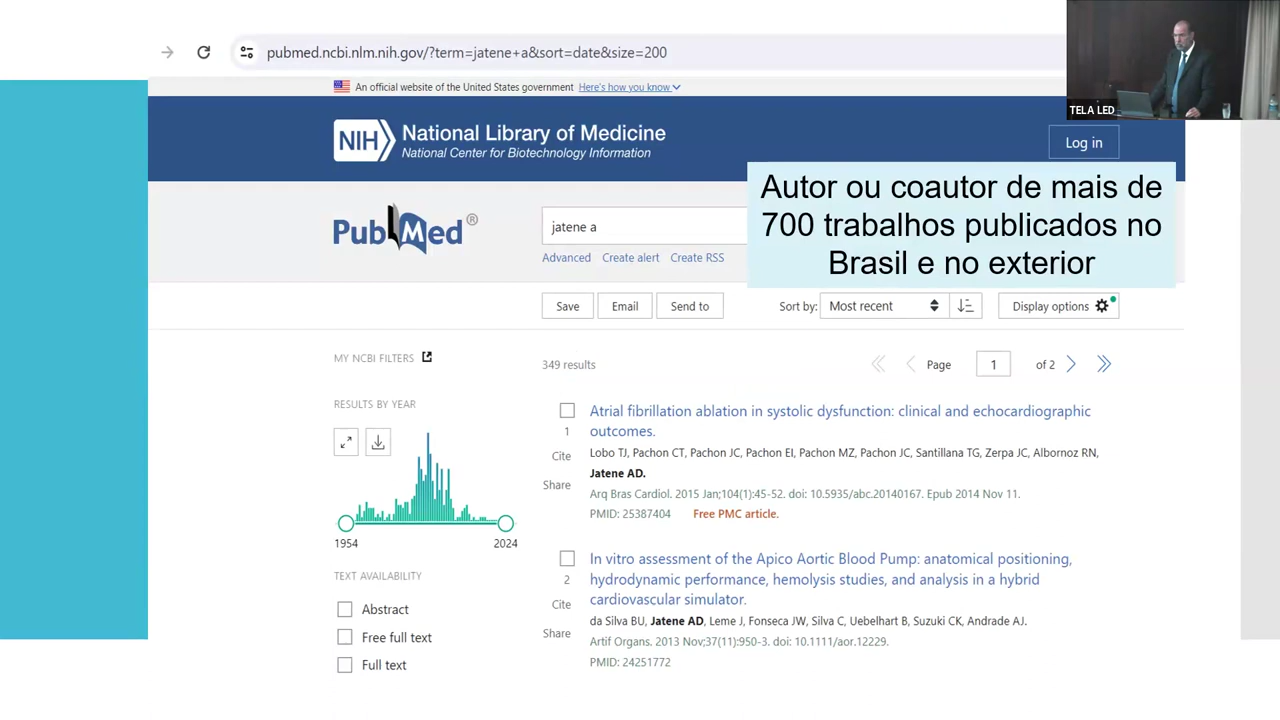 pubmed.ncbi.nlm.nih.gov/?term=jatene+a&sort=date&size=200
TELA LED
An official website of the United States government Here's how you know
NIH National Library of Medicine
National Center for Biotechnology Information
Log in
Autor ou coautor de mais de
700 trabalhos publicados no
Brasil e no exterior
PubMed®
jatene a
Advanced Create alert Create RSS
Save Email Send to Sort by: Most recent Display options
MY NCBI FILTERS
349 results
Page 1 of 2
RESULTS BY YEAR
1954 2024
TEXT AVAILABILITY
Abstract
Free full text
Full text
1
Cite
Share
Atrial fibrillation ablation in systolic dysfunction: clinical and echocardiographic
outcomes.
Lobo TJ, Pachon CT, Pachon JC, Pachon EI, Pachon MZ, Pachon JC, Santillana TG, Zerpa JC, Albornoz RN,
Jatene AD.
Arq Bras Cardiol. 2015 Jan;104(1):45-52. doi: 10.5935/abc.20140167. Epub 2014 Nov 11.
PMID: 25387404 Free PMC article.
2
Cite
Share
In vitro assessment of the Apico Aortic Blood Pump: anatomical positioning,
hydrodynamic performance, hemolysis studies, and analysis in a hybrid
cardiovascular simulator.
da Silva BU, Jatene AD, Leme J, Fonseca JW, Silva C, Uebelhart B, Suzuki CK, Andrade AJ.
Artif Organs. 2013 Nov;37(11):950-3. doi: 10.1111/aor.12229.
PMID: 24251772